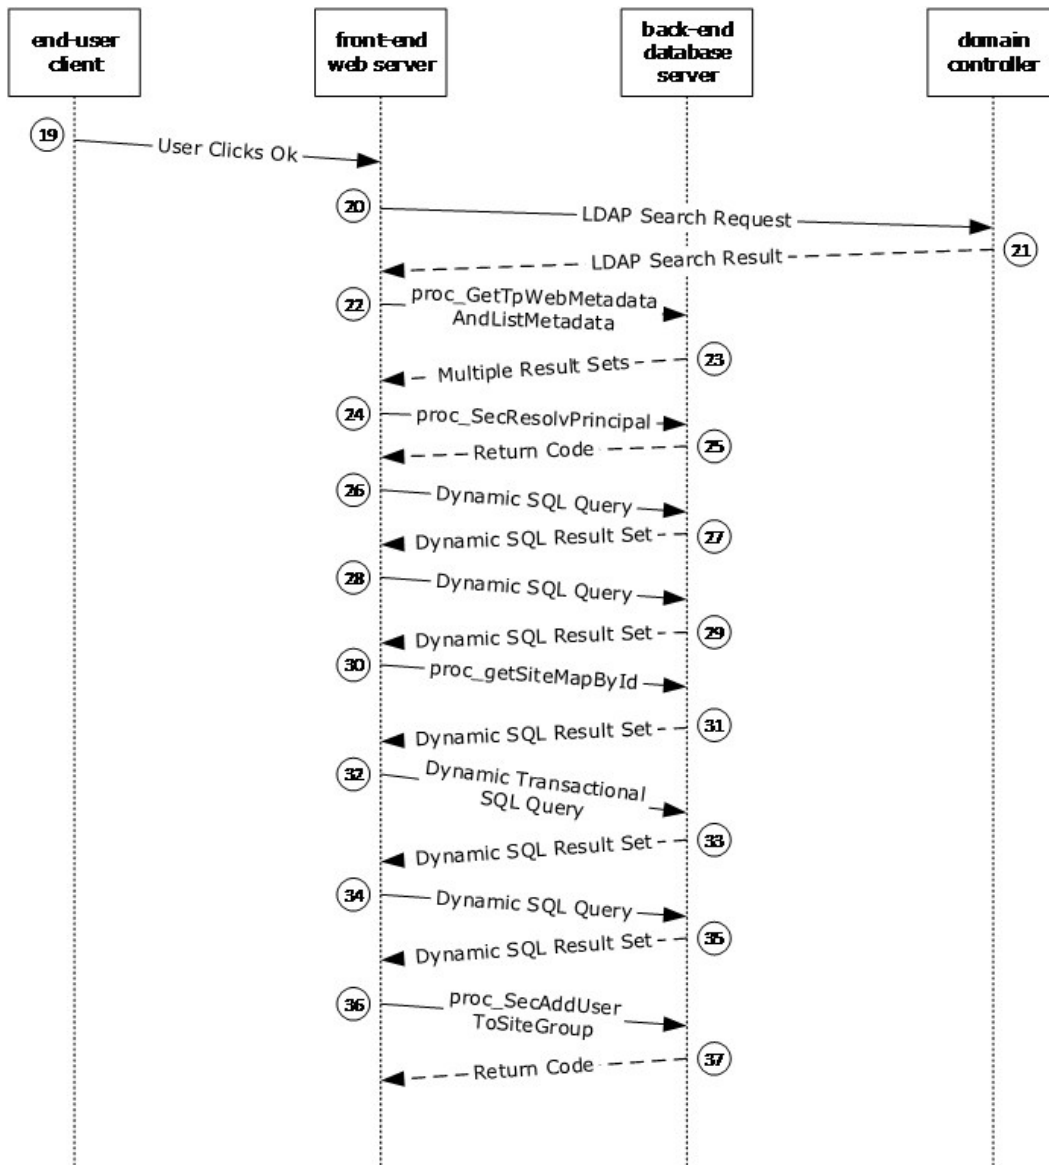 end-user
client
front-end
web server
back-end
database
server
domain
controller
19
User Clicks Ok
20
LDAP Search Request
LDAP Search Result
21
22
proc_GetTpWebMetadata
AndListMetadata
Multiple Result Sets
23
24
proc_SecResolvPrincipal
Return Code
25
26
Dynamic SQL Query
Dynamic SQL Result Set
27
28
Dynamic SQL Query
Dynamic SQL Result Set
29
30
proc_getSiteMapById
Dynamic SQL Result Set
31
32
Dynamic Transactional
SQL Query
Dynamic SQL Result Set
33
34
Dynamic SQL Query
Dynamic SQL Result Set
35
36
proc_SecAddUser
ToSiteGroup
Return Code
37